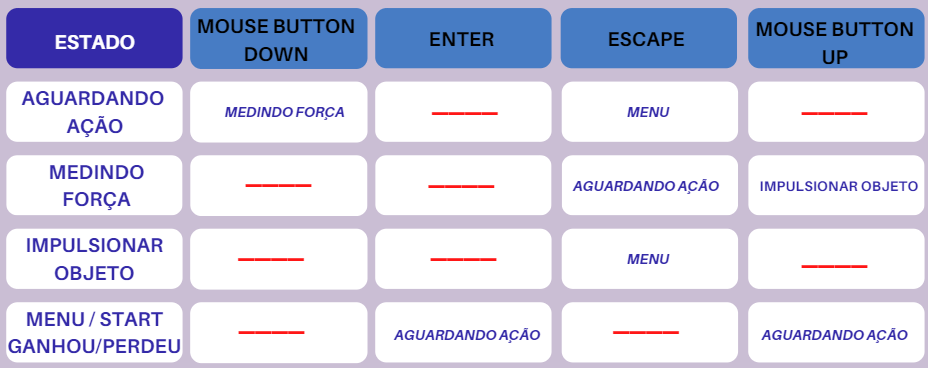 ESTADO
MOUSE BUTTON
DOWN
ENTER
ESCAPE
MOUSE BUTTON
UP
AGUARDANDO
AÇÃO
MEDINDO FORÇA
————
MENU
————
MEDINDO
FORÇA
————
————
AGUARDANDO AÇÃO
IMPULSIONAR OBJETO
IMPULSIONAR
OBJETO
————
————
MENU
————
MENU / START
GANHOU/PERDEU
————
AGUARDANDO AÇÃO
————
AGUARDANDO AÇÃO